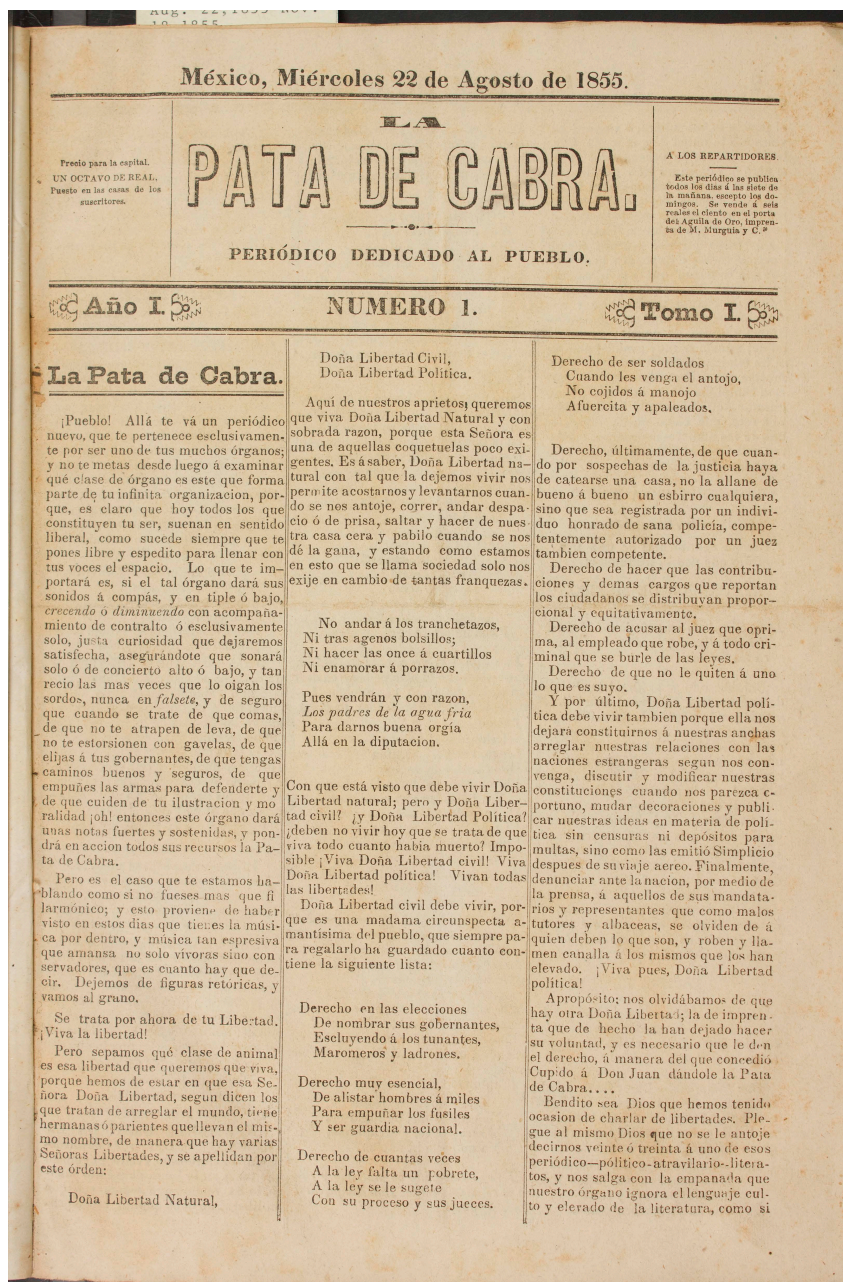 Aug. 22, 1855 Nov.
México, Miércoles 22 de Agosto de 1855.
Precio para la capital.
UN OCTAVO DE REAL.
Puesto en las casas de los
suscritores.
LA
PATA DE CABRA.
PERIÓDICO DEDICADO AL PUEBLO.
A LOS REPARTIDORES.
Este periódico se publica
todos los dias á las siete de
la mañana, escepto los do-
mingos. Se vende á seis
reales el ciento en el porta
del Aguila de Oro, impren-
ta de M. Murguia y C.ª
Año I.
NUMERO 1.
Tomo I.
La Pata de Cabra.
¡Pueblo! Allá te vá un periódico
nuevo, que te pertenece esclusivamen-
te por ser uno de tus muchos órganos;
y no te metas desde luego á examinar
qué clase de órgano es este que forma
parte de tu infinita organizacion, por-
que, es claro que hoy todos los que
constituyen tu ser, suenan en sentido
liberal, como sucede siempre que te
pones libre y espedito para llenar con
tus voces el espacio. Lo que te im-
portará es, si el tal órgano dará sus
sonidos á compás, y en tiple ó bajo,
crecendo ó diminuendo con acompaña-
miento de contralto ó esclusivamente
solo, justa curiosidad que dejaremos
satisfecha, asegurándote que sonará
solo ó de concierto alto ó bajo, y tan
recio las mas veces que lo oigan los
sordos, nunca en falsete, y de seguro
que cuando se trate de que comas,
de que no te atrapen de leva, de que
no te estorsionen con gavelas, de que
elijas á tus gobernantes, de que tengas
caminos buenos y seguros, de que
empuñes las armas para defenderte y
de que cuiden de tu ilustracion y mo
ralidad ¡oh! entonces este órgano dará
unas notas fuertes y sostenidas, y pon-
drá en accion todos sus recursos la Pa-
ta de Cabra.
Pero es el caso que te estamos ha-
blando como si no fueses mas que fi
larmónico; y esto proviene de haber
visto en estos dias que tienes la músi-
ca por dentro, y música tan espresiva
que amansa no solo vivoras sino con
servadores, que es cuanto hay que de-
cir. Dejemos de figuras retóricas, y
vamos al grano.
Se trata por ahora de tu Libertad.
¡Viva la libertad!
Pero sepamos qué clase de animal
es esa libertad que queremos que viva,
porque hemos de estar en que esa Se-
ñora Doña Libertad, segun dicen los
que tratan de arreglar el mundo, tiene
hermanas ó parientes que llevan el mis-
mo nombre, de manera que hay varias
Señoras Libertades, y se apellidan por
este órden:
Doña Libertad Natural,
Doña Libertad Civil,
Doña Libertad Politica.
Aquí de nuestros aprietos; queremos
que viva Doña Libertad Natural y con
sobrada razon, porque esta Señora es
una de aquellas coquetuelas poco exi-
gentes. Es á saber, Doña Libertad na-
tural con tal que la dejemos vivir nos
permite acostarnos y levantarnos cuan-
do se nos antoje, correr, andar despa-
cio ó de prisa, saltar y hacer de nues-
tra casa cera y pabilo cuando se nos
dé la gana, y estando como estamos
en esto que se llama sociedad solo nos
exije en cambio de tantas franquezas.
No andar á los tranchetazos,
Ni tras agenos bolsillos;
Ni hacer las once á cuartillos
Ni enamorar á porrazos.
Pues vendrán y con razon,
Los padres de la agua fria
Para darnos buena orgía
Allá en la diputacion.
Con que está visto que debe vivir Doña
Libertad natural; pero y Doña Liber-
tad civil? ¿y Doña Libertad Politica?
¿deben no vivir hoy que se trata de que
viva todo cuanto habia muerto? Impo-
sible ¡Viva Doña Libertad civil! Viva
Doña Libertad politica! Vivan todas
las libertades!
Doña Libertad civil debe vivir, por-
que es una madama circunspecta a-
mantísima del pueblo, que siempre pa-
ra regalarlo ha guardado cuanto con-
tiene la siguiente lista:
Derecho en las elecciones
De nombrar sus gobernantes,
Escluyendo á los tunantes,
Maromeros y ladrones.
Derecho muy esencial,
De alistar hombres á miles
Para empuñar los fusiles
Y ser guardia nacional.
Derecho de cuantas veces
A la ley falta un pobrete,
A la ley se le sugete
Con su proceso y sus jueces.
Derecho de ser soldados
Cuando les venga el antojo,
No cojidos á manojo
Afuercita y apaleados.
Derecho, últimamente, de que cuan-
do por sospechas de la justicia haya
de catearse una casa, no la allane de
bueno á bueno un esbirro cualquiera,
sino que sea registrada por un indivi-
duo honrado de sana policía, compe-
tentemente autorizado por un juez
tambien competente.
Derecho de hacer que las contribu-
ciones y demas cargos que reportan
los ciudadanos se distribuyan propor-
cional y equitativamente.
Derecho de acusar al juez que opri-
ma, al empleado que robe, y á todo cri-
minal que se burle de las leyes.
Derecho de que no le quiten á uno
lo que es suyo.
Y por último, Doña Libertad polí-
tica debe vivir tambien porque ella nos
dejará constituirnos á nuestras anchas
arreglar nuestras relaciones con las
naciones estrangeras segun nos con-
venga, discutir y modificar nuestras
constituciones cuando nos parezca o-
portuno, mudar decoraciones y publi-
car nuestras ideas en materia de polí-
tica sin censuras ni depósitos para
multas, sino como las emitió Simplicio
despues de su viaje aereo. Finalmente,
denunciar ante la nacion, por medio de
la prensa, á aquellos de sus mandata-
rios y representantes que como malos
tutores y albaceas, se olviden de á
quien deben lo que son, y roben y lla-
men canalla á los mismos que los han
elevado. ¡Viva pues, Doña Libertad
política!
Apropósito; nos olvidábamos de que
hay otra Doña Libertad; la de impren-
ta que de hecho la han dejado hacer
su voluntad, y es necesario que le den
el derecho, á manera del que concedió
Cupido á Don Juan dándole la Pata
de Cabra....
Bendito sea Dios que hemos tenido
ocasion de charlar de libertades. Ple-
gue al mismo Dios que no se le antoje
decirnos veinte ó treinta á uno de esos
periódico—político-atravilario-litera-
tos, y nos salga con la empanada que
nuestro órgano ignora el lenguaje cul-
to y elevado de la literatura, como si